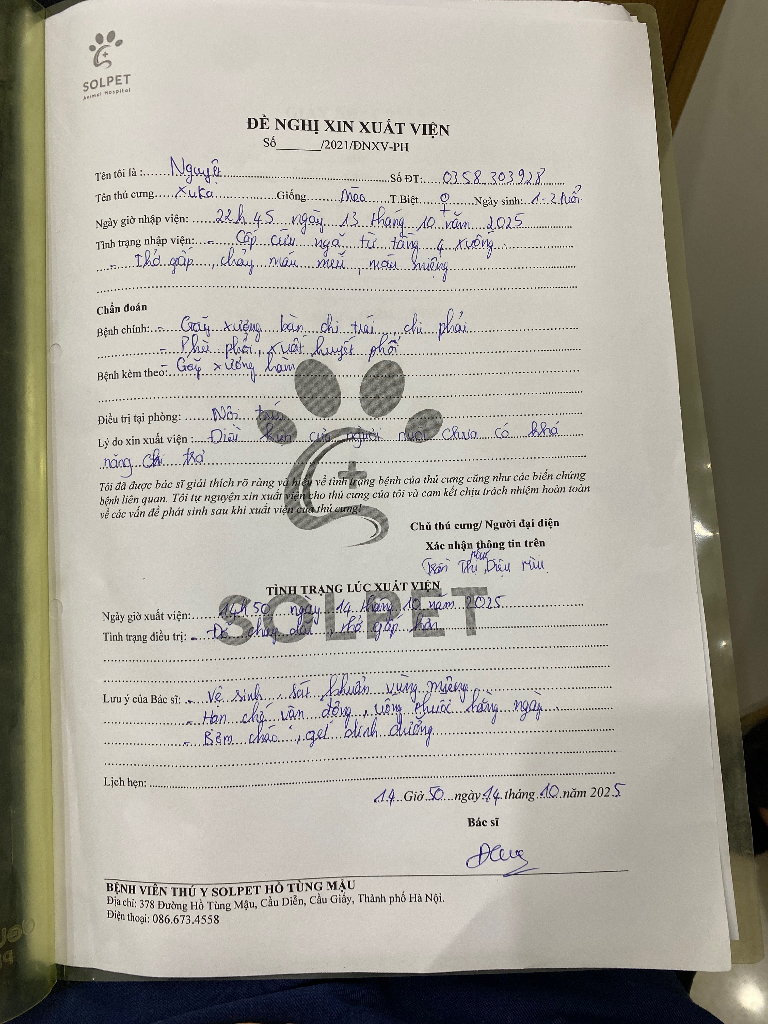 SOLPET
Animal Hospital
ĐỀ NGHỊ XIN XUẤT VIỆN
Số______/2021/ĐNXV-PH
Tên tôi là : Nguyệt Số ĐT: 0358 303928
Tên thú cưng Xuka Giống Mèo T.Biệt ♀ Ngày sinh: 1-2 tuổi
Ngày giờ nhập viện: 22h 45 ngày 13 tháng 10 năm 2025
Tình trạng nhập viện: - Cấp cứu ngã từ tầng 4 xuống
- Thở gấp, chảy máu mũi, máu miệng
Chẩn đoán
Bệnh chính: - Gãy xương bàn chi trái, chi phải
- Phù phổi, xuất huyết phổi
Bệnh kèm theo: - Gãy xương hàm
Điều trị tại phòng: Nội trú
Lý do xin xuất viện : Điều kiện của người nuôi chưa có khả
năng chi trả
Tôi đã được bác sĩ giải thích rõ ràng và hiểu về tình trạng bệnh của thú cưng cũng như các biến chứng
bệnh liên quan. Tôi tự nguyện xin xuất viện cho thú cưng của tôi và cam kết chịu trách nhiệm hoàn toàn
về các vấn đề phát sinh sau khi xuất viện của thú cưng!
Chủ thú cưng/ Người đại diện
Xác nhận thông tin trên
Trần Thị Diệu
TÌNH TRẠNG LÚC XUẤT VIỆN
SOLPET
Ngày giờ xuất viện: 14h 50 ngày 14 tháng 10 năm 2025
Tình trạng điều trị: - Đỡ chảy dãi, thở gấp hơn
Lưu ý của Bác sĩ: - Vệ sinh, sát khuẩn vùng miệng
- Hạn chế vận động, uống thuốc hằng ngày
- Bơm cháo, gel dinh dưỡng
Lịch hẹn:
14 Giờ 50 ngày 14 tháng 10 năm 2025
Bác sĩ
BỆNH VIỆN THÚ Y SOLPET HỒ TÙNG MẬU
Địa chỉ: 378 Đường Hồ Tùng Mậu, Cầu Diễn, Cầu Giấy, Thành phố Hà Nội.
Điện thoại: 086.673.4558